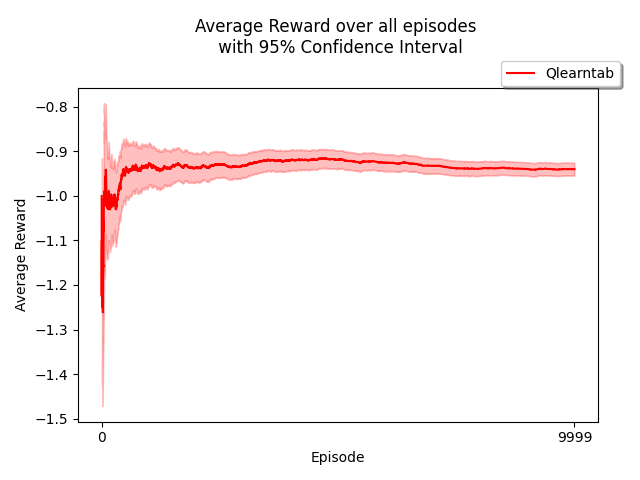 Average Reward over all episodes
with 95% Confidence Interval
Qlearntab
−0.8
−0.9
−1.0
−1.1
−1.2
−1.3
−1.4
−1.5
Average Reward
0
9999
Episode